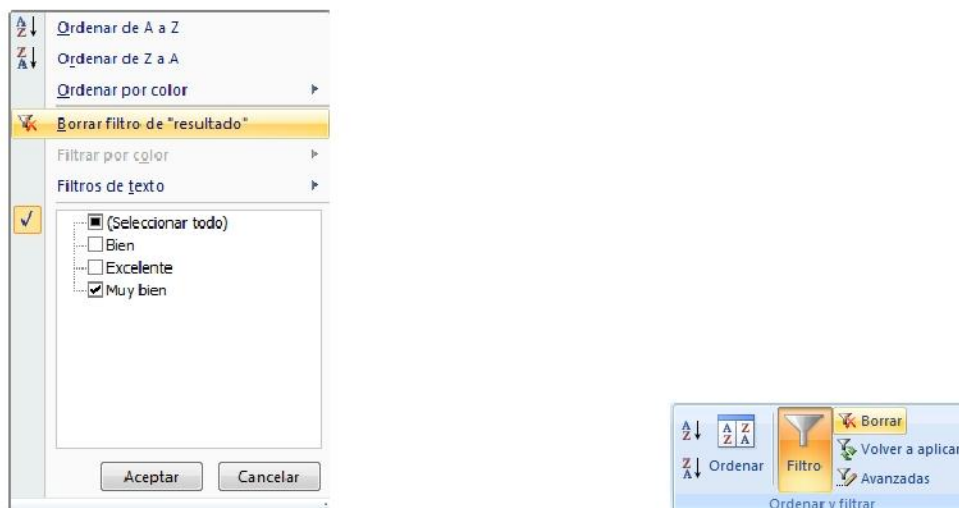 Ordenar de A a Z
Ordenar de Z a A
Ordenar por color
Borrar filtro de "resultado"
Filtrar por color
Filtros de texto
(Seleccionar todo)
Bien
Excelente
Muy bien
Aceptar
Cancelar
Ordenar
Filtro
Borrar
Volver a aplicar
Avanzadas
Ordenar y filtrar